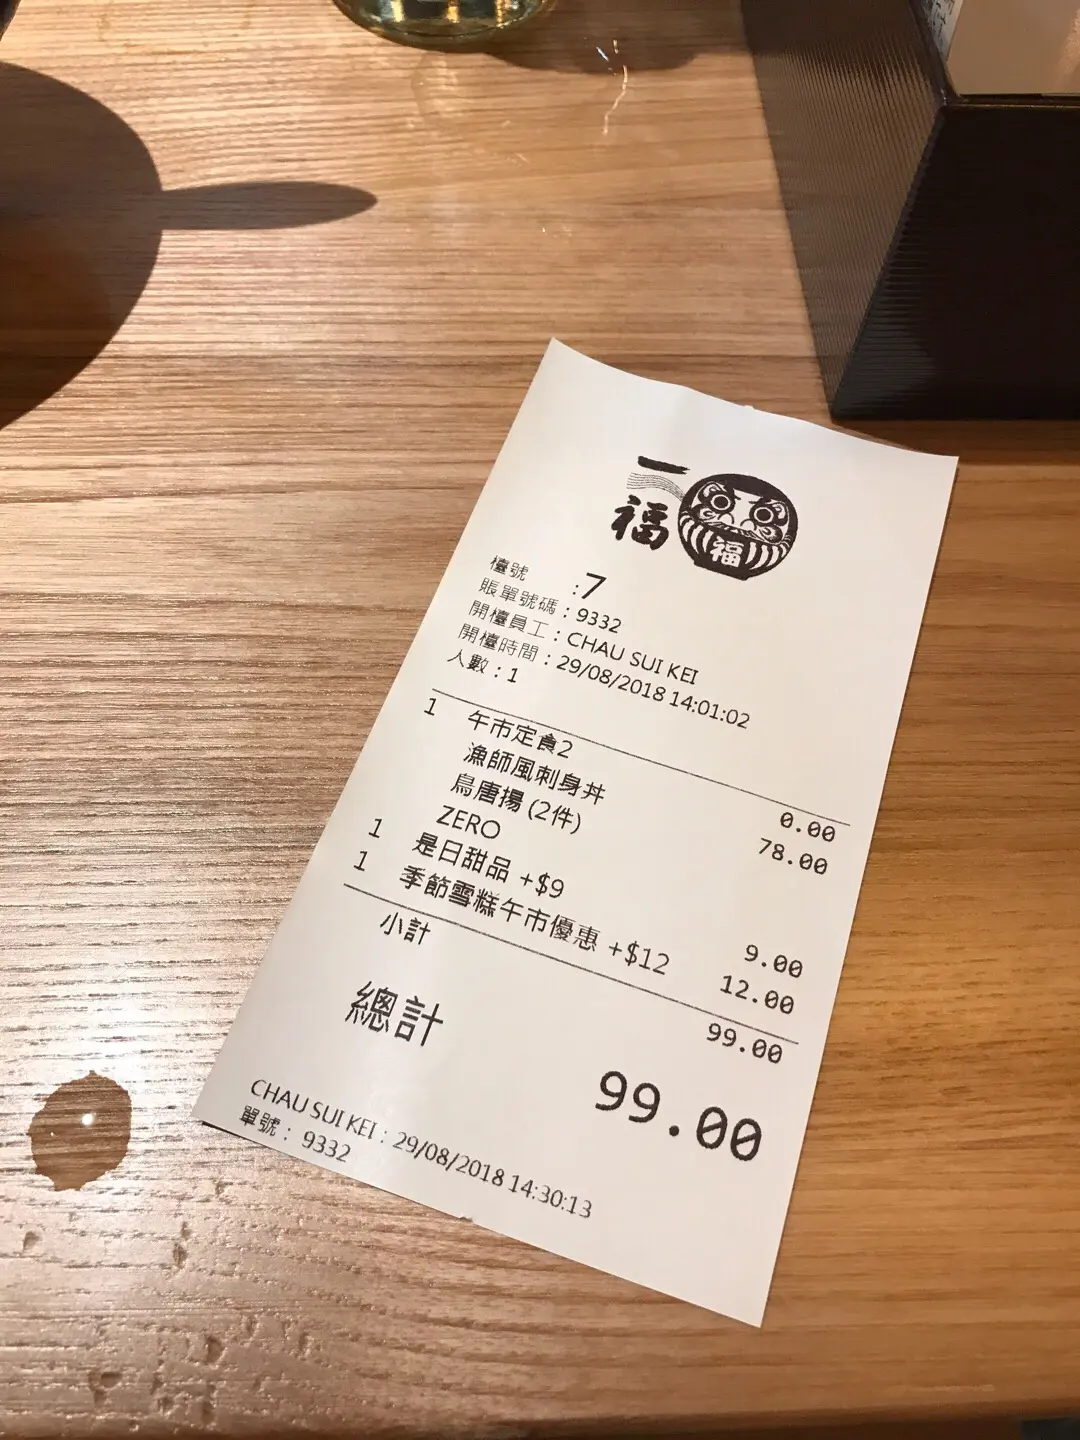 一福
福
檯號 :7
賬單號碼：9332
開檯員工：CHAU SUI KEI
開檯時間：29/08/2018 14:01:02
人數：1
1 午市定食2 0.00
漁師風刺身丼 78.00
鳥唐揚 (2件)
ZERO
1 是日甜品 +$9 9.00
1 季節雪糕午市優惠 +$12 12.00
小計 99.00
總計 99.00
CHAU SUI KEI : 29/08/2018 14:30:13
單號： 9332